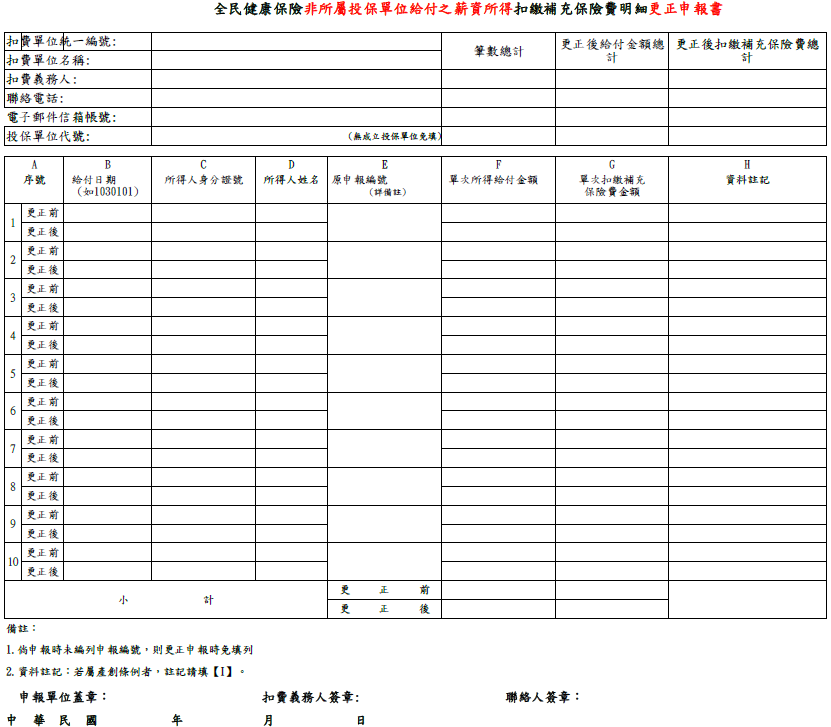 全民健康保險非所屬投保單位給付之薪資所得扣繳補充保險費明細更正申報書
扣費單位統一編號:
扣費單位名稱:
扣費義務人:
聯絡電話:
電子郵件信箱帳號:
投保單位代號: (無成立投保單位免填)
筆數總計 更正後給付金額總計 更正後扣繳補充保險費總計
A B C D E F G H
序號 給付日期 所得人身分證號 所得人姓名 原申報編號 單次所得給付金額 單次扣繳補充 資料註記
(如1030101) (詳備註) 保險費金額
1 更正前
更正後
2 更正前
更正後
3 更正前
更正後
4 更正前
更正後
5 更正前
更正後
6 更正前
更正後
7 更正前
更正後
8 更正前
更正後
9 更正前
更正後
10 更正前
更正後
小 計 更 正 前
更 正 後
備註：
1.倘申報時未編列申報編號，則更正申報時免填列
2.資料註記：若屬產創條例者，註記請填【I】。
申報單位蓋章： 扣費義務人簽章: 聯絡人簽章：
中 華 民 國 年 月 日